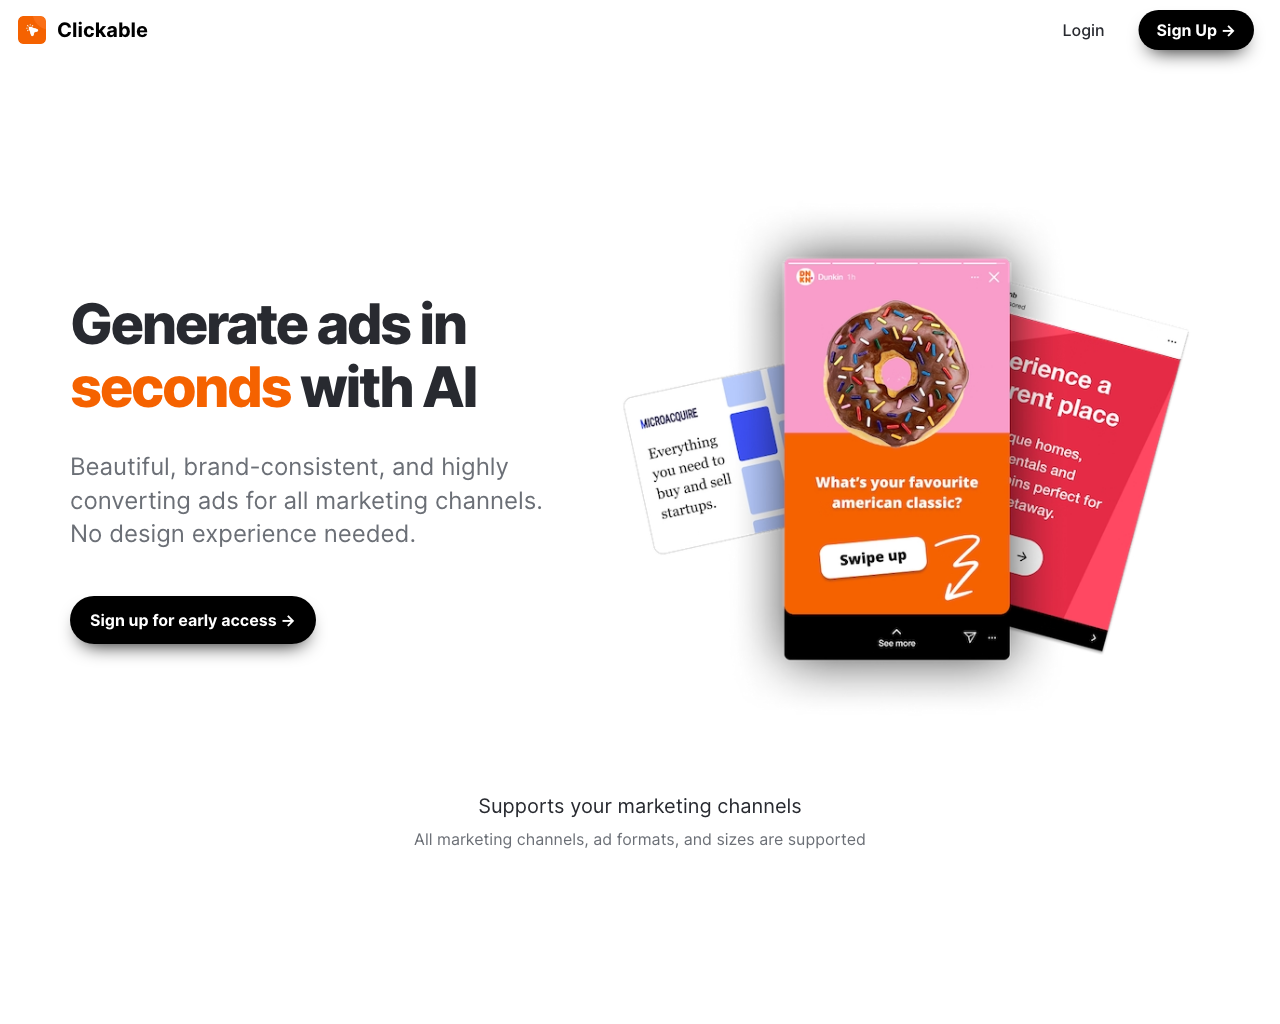 Clickable
Login
Sign Up →
Generate ads in
seconds with AI
Beautiful, brand-consistent, and highly
converting ads for all marketing channels.
No design experience needed.
Sign up for early access →
MICROACQUIRE
Everything
you need to
buy and sell
startups.
DN
KN
Dunkin 1h
What's your favourite
american classic?
Swipe up
See more
erience a
rent place
que homes,
entals and
ins perfect for
etaway.
Supports your marketing channels
All marketing channels, ad formats, and sizes are supported